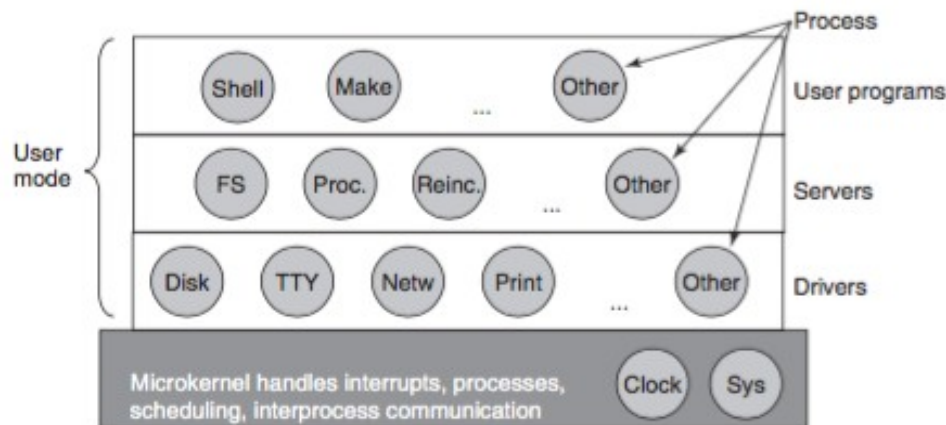 Process
Shell Make ... Other
User programs
User
mode
FS Proc. Reinc. ... Other
Servers
Disk TTY Netw Print ... Other
Drivers
Microkernel handles interrupts, processes,
scheduling, interprocess communication
Clock Sys